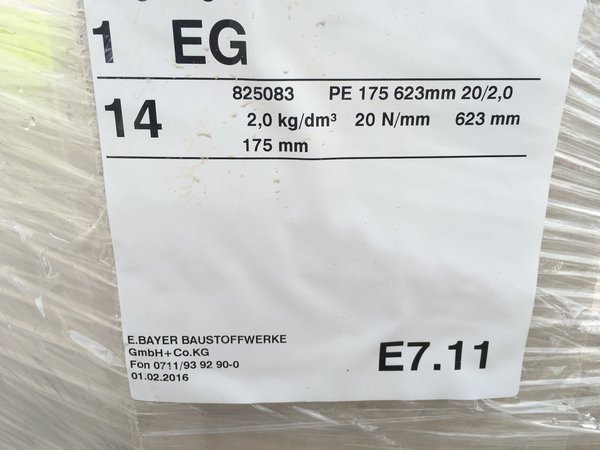 1 EG
825083 PE 175 623mm 20/2,0
14 2,0 kg/dm³ 20 N/mm 623 mm
175 mm
E.BAYER BAUSTOFFWERKE
GmbH+Co.KG
Fon 0711/93 92 90-0
01.02.2016
E7.11